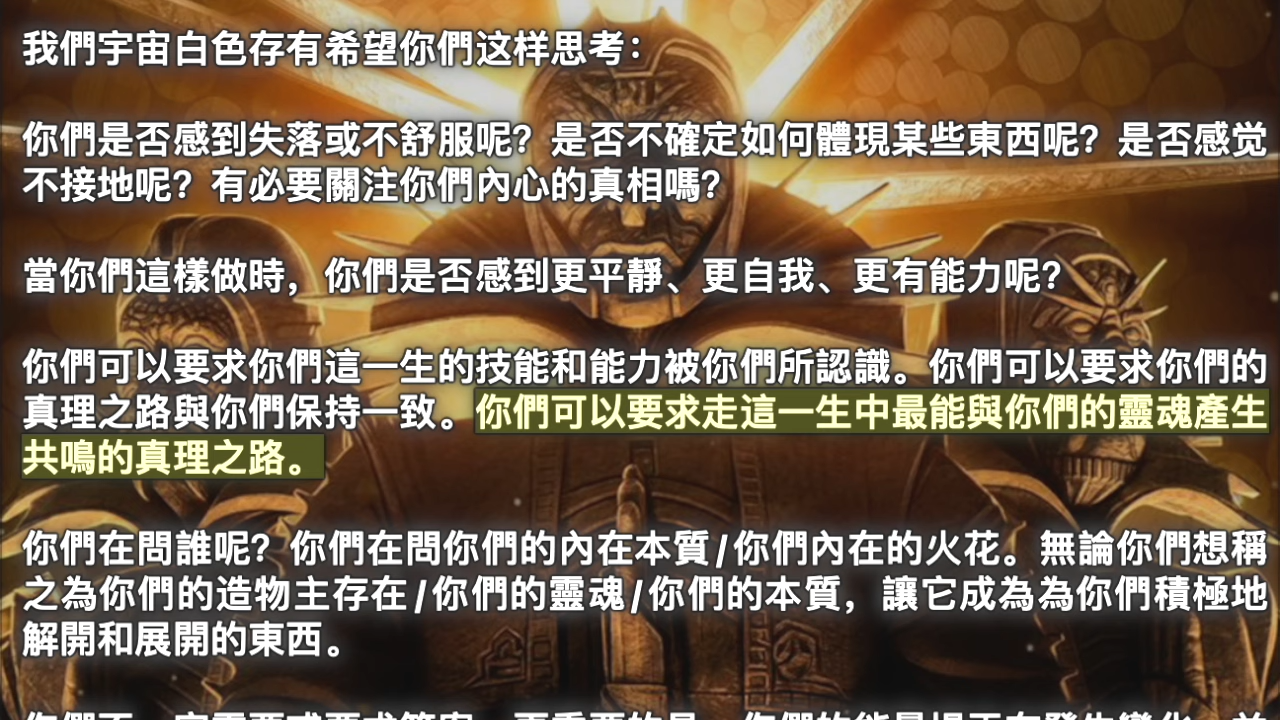 我們宇宙白色存有希望你們这样思考：
你們是否感到失落或不舒服呢？是否不確定如何體現某些東西呢？是否感觉
不接地呢？有必要關注你們內心的真相嗎？
當你們這樣做時，你們是否感到更平靜、更自我、更有能力呢？
你們可以要求你們這一生的技能和能力被你們所認識。你們可以要求你們的
真理之路與你們保持一致。你們可以要求走這一生中最能與你們的靈魂產生
共鳴的真理之路。
你們在問誰呢？你們在問你們的內在本質/你們內在的火花。無論你們想稱
之為你們的造物主存在/你們的靈魂/你們的本質，讓它成為為你們積極地
解開和展開的東西。